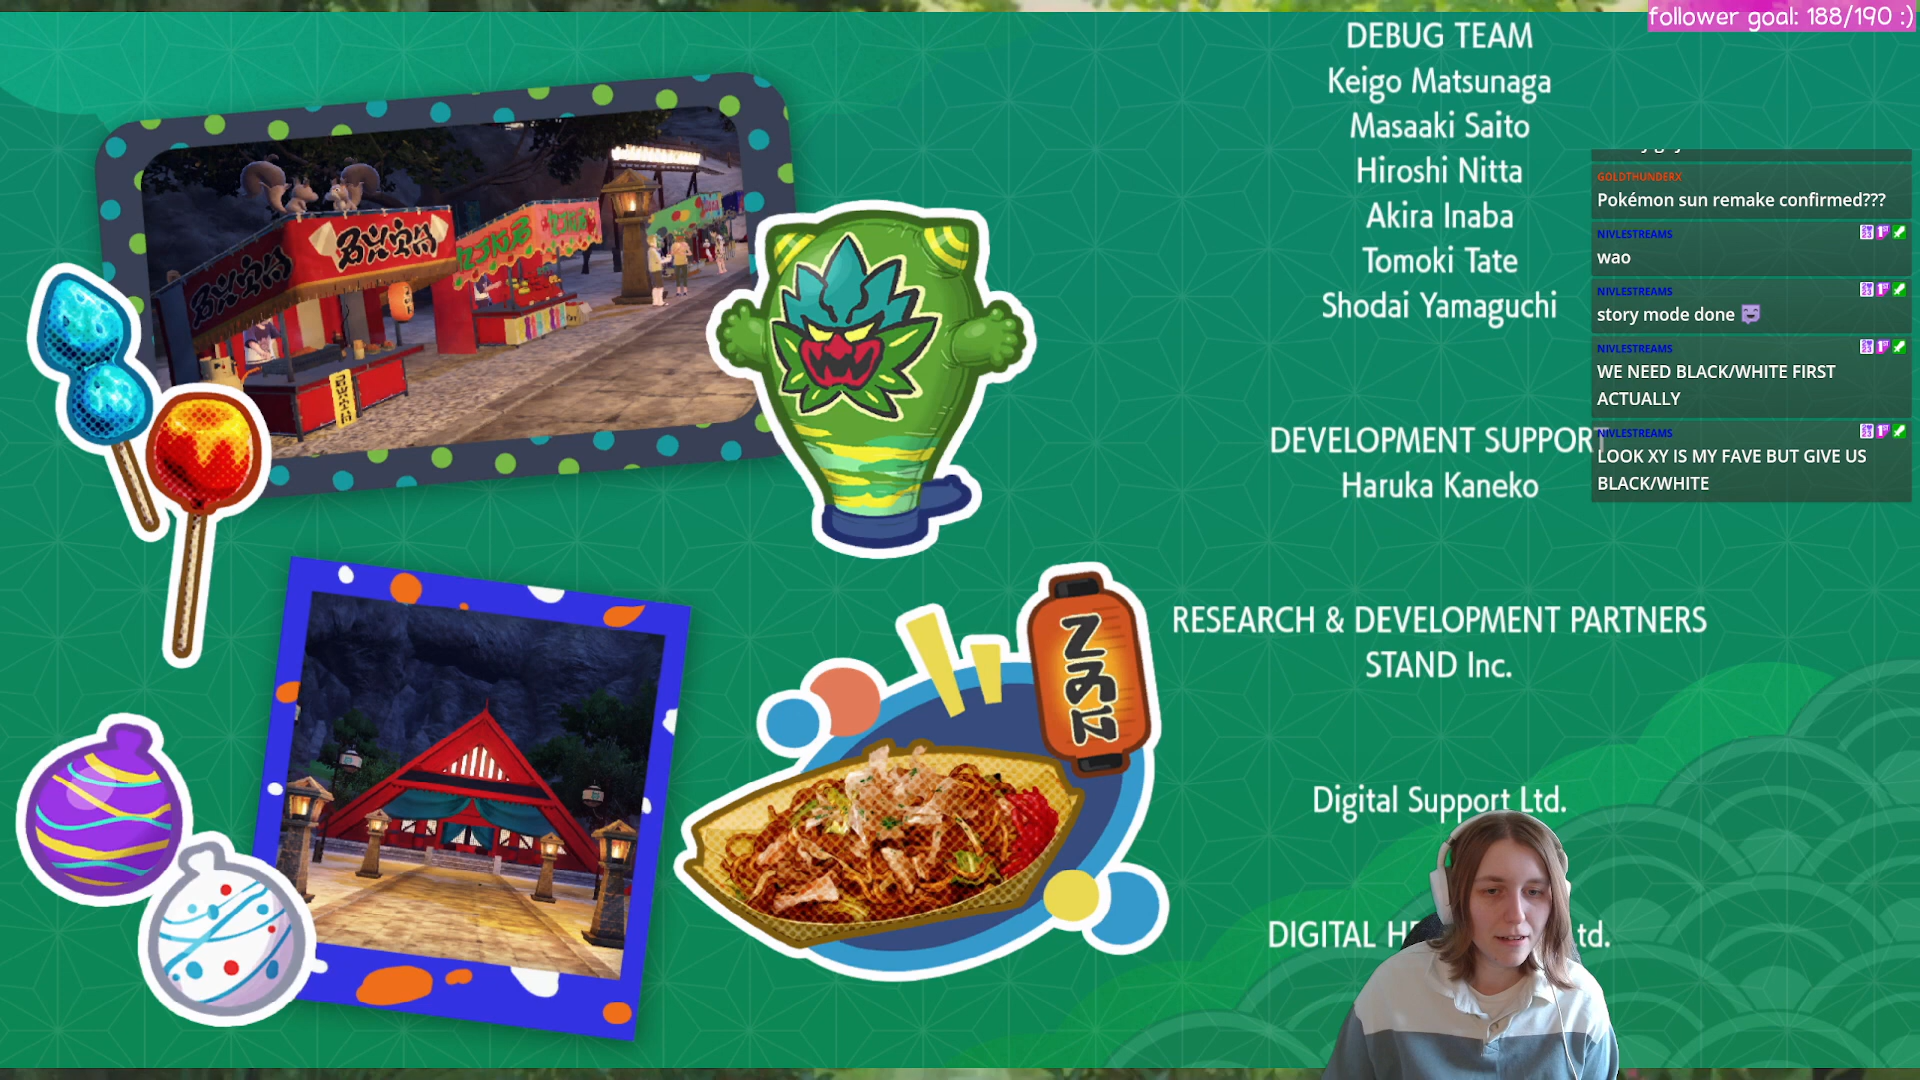 follower goal: 188/190 :)
DEBUG TEAM
Keigo Matsunaga
Masaaki Saito
Hiroshi Nitta
Akira Inaba
Tomoki Tate
Shodai Yamaguchi
DEVELOPMENT SUPPORT
Haruka Kaneko
RESEARCH & DEVELOPMENT PARTNERS
STAND Inc.
Digital Support Ltd.
DIGITAL
td.
GOLDTHUNDERX
Pokémon sun remake confirmed???
NIVLESTREAMS
wao
NIVLESTREAMS
story mode done
NIVLESTREAMS
WE NEED BLACK/WHITE FIRST
ACTUALLY
NIVLESTREAMS
LOOK XY IS MY FAVE BUT GIVE US
BLACK/WHITE